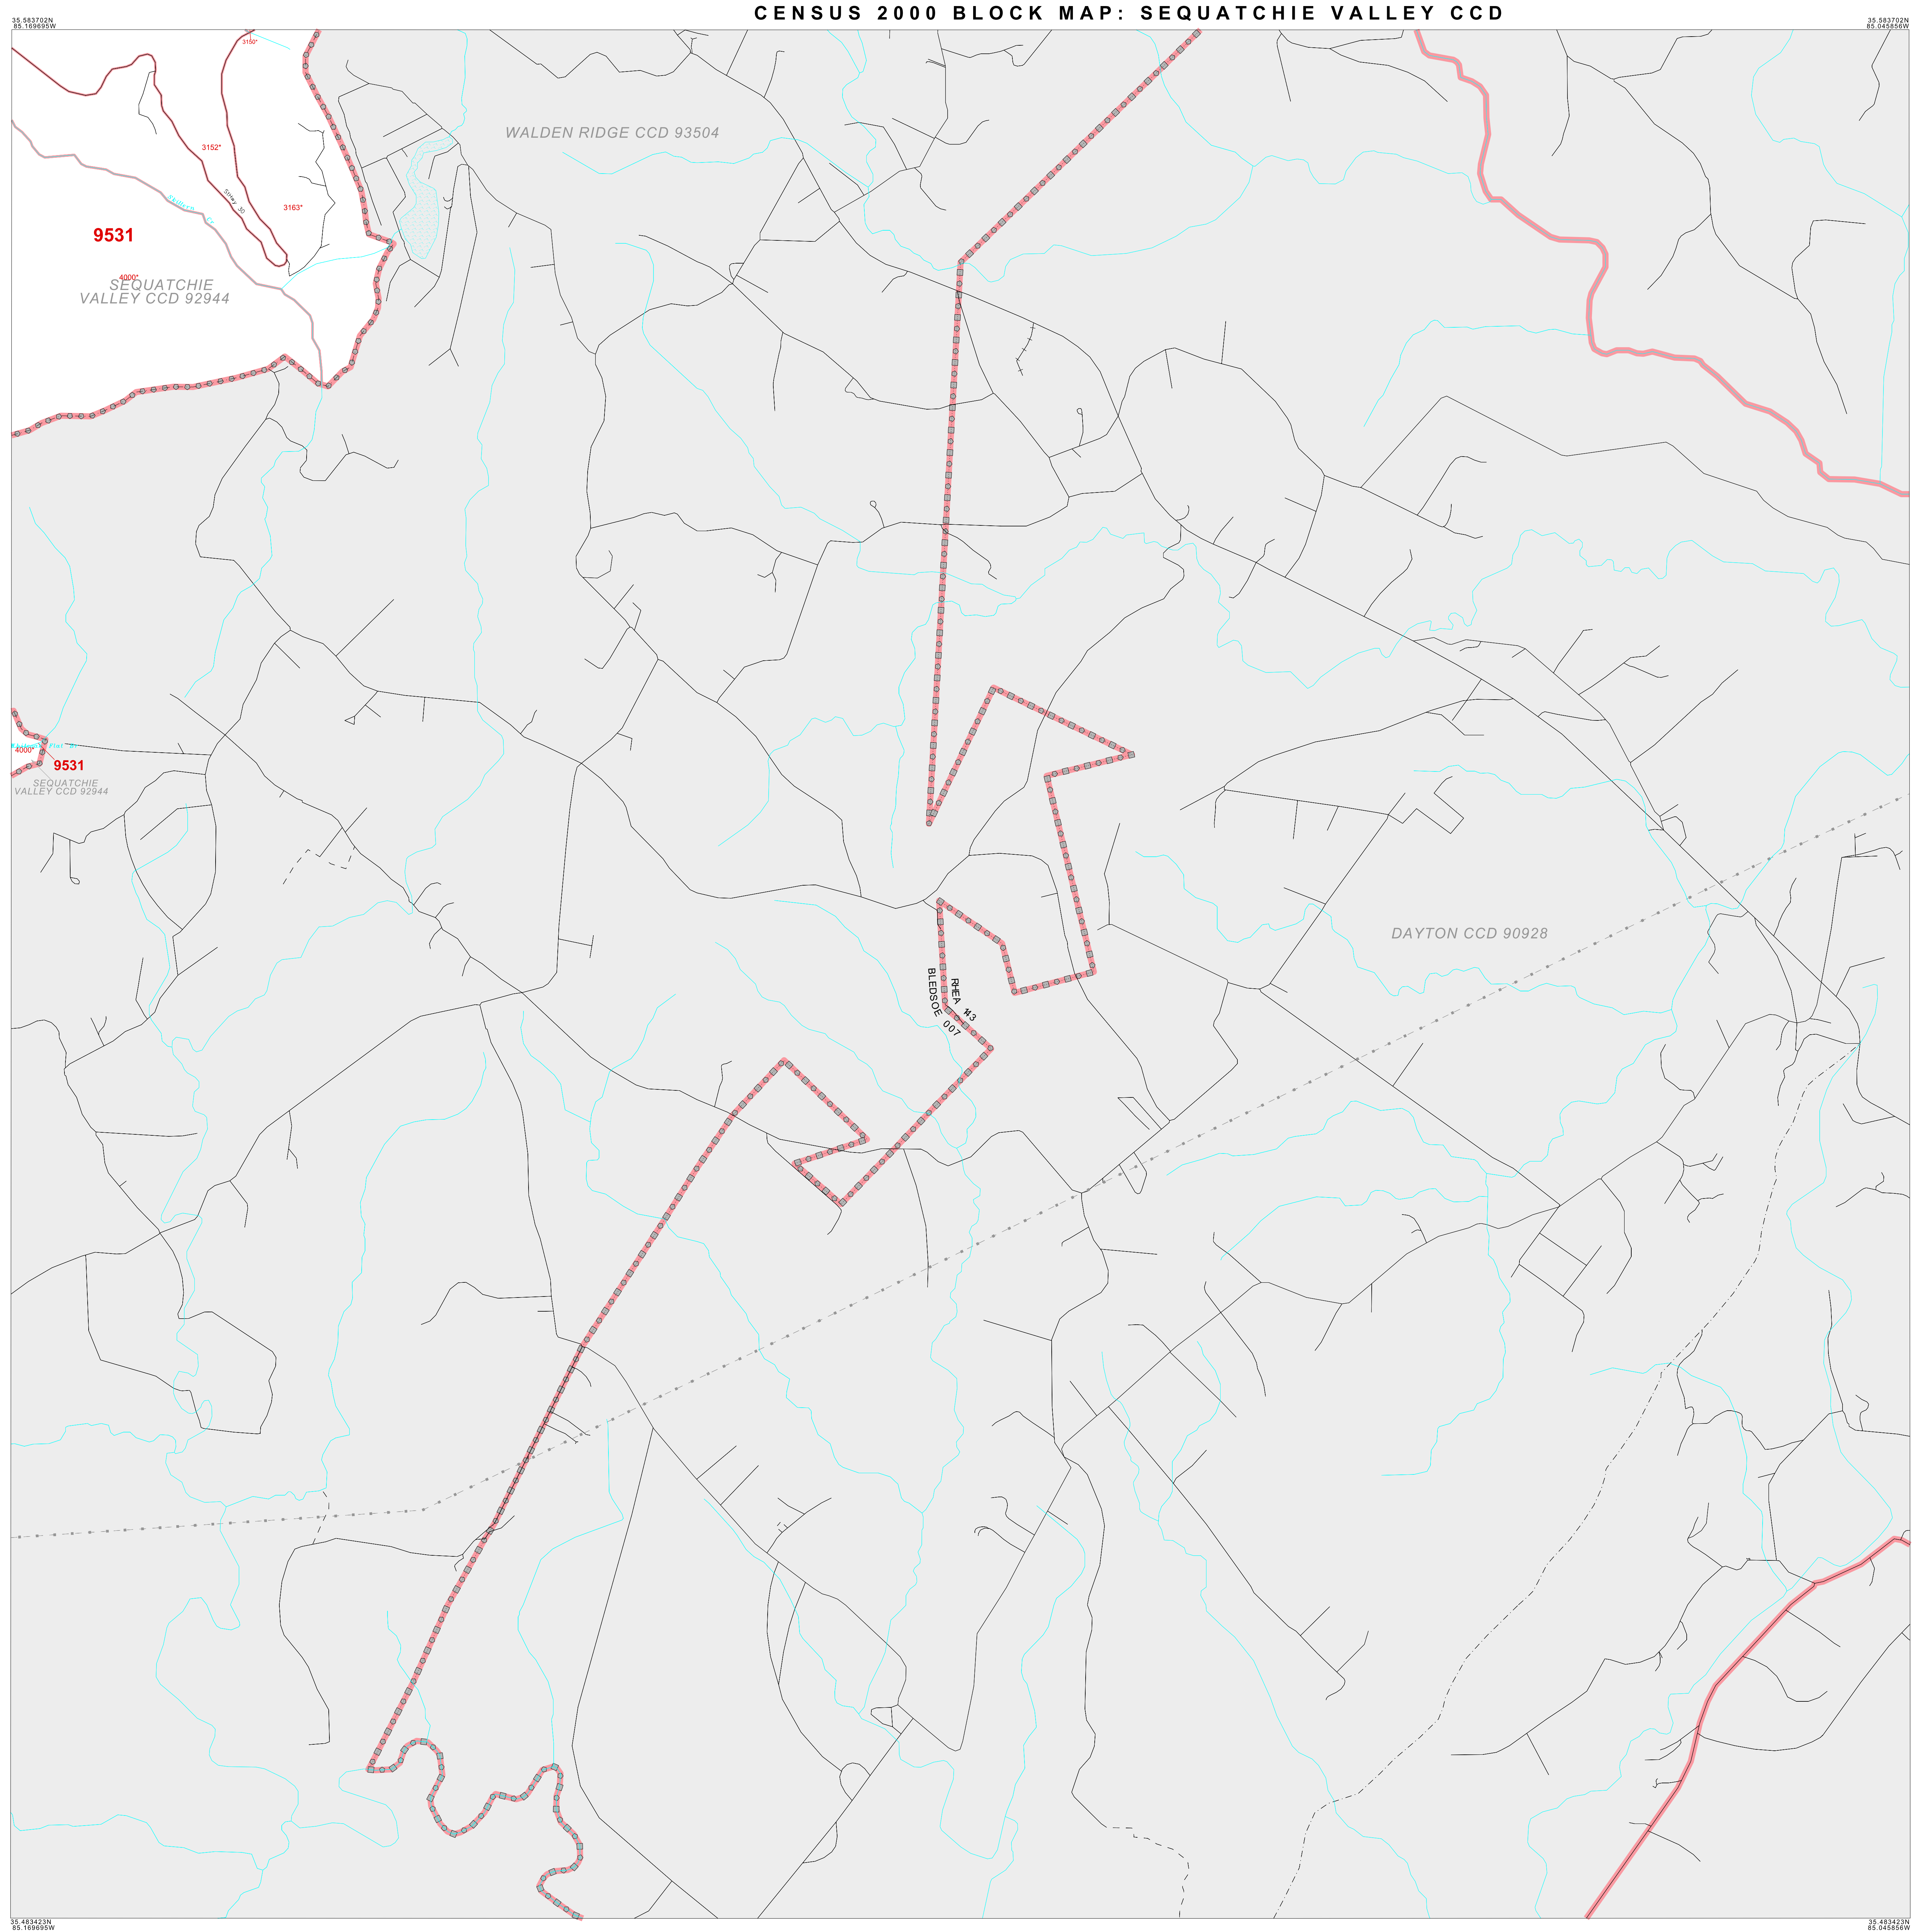 CENSUS 2000 BLOCK MAP: SEQUATCHIE VALLEY CCD
35.583702N
85.169695W
35.583702N
85.045856W
3150*
WALDEN RIDGE CCD 93504
3152*
StHwy 30
3163*
9531
4000*
SEQUATCHIE
VALLEY CCD 92944
4000*
9531
SEQUATCHIE
VALLEY CCD 92944
DAYTON CCD 90928
RHEA 143
BLEDSOE 007
35.483423N
85.169695W
35.483423N
85.045856W